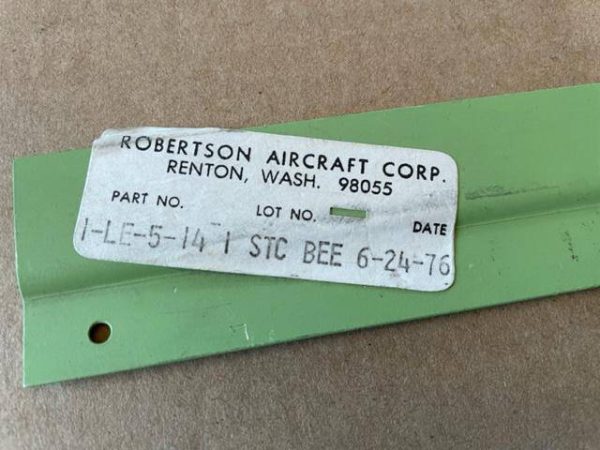 ROBERTSON AIRCRAFT CORP.
RENTON, WASH. 98055
PART NO. LOT NO. DATE
1-LE-5-14 1 STC BEE 6-24-76